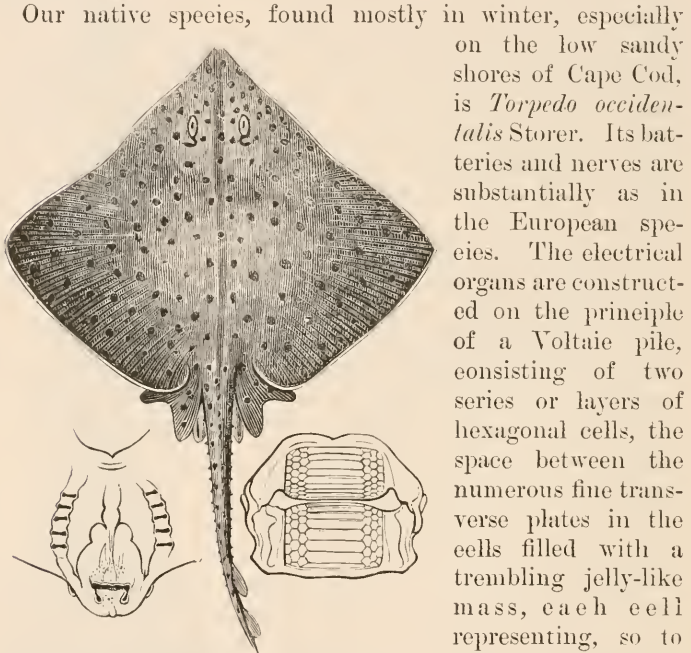 Our native species, found mostly in winter, especially
on the low sandy
shores of Cape Cod,
is Torpedo occiden-
talis Storer. Its bat-
teries and nerves are
substantially as in
the European spe-
cies. The electrical
organs are construct-
ed on the principle
of a Voltaic pile,
consisting of two
series or layers of
hexagonal cells, the
space between the
numerous fine trans-
verse plates in the
cells filled with a
trembling jelly-like
mass, each cell
representing, so to